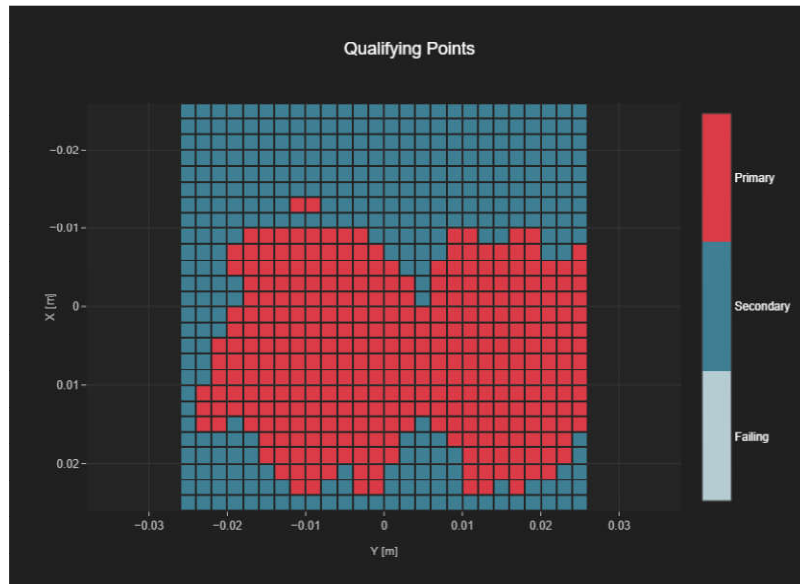 Qualifying Points
−0.02
−0.01
0
0.01
0.02
X [m]
−0.03
−0.02
−0.01
0
0.01
0.02
0.03
Y [m]
Primary
Secondary
Failing